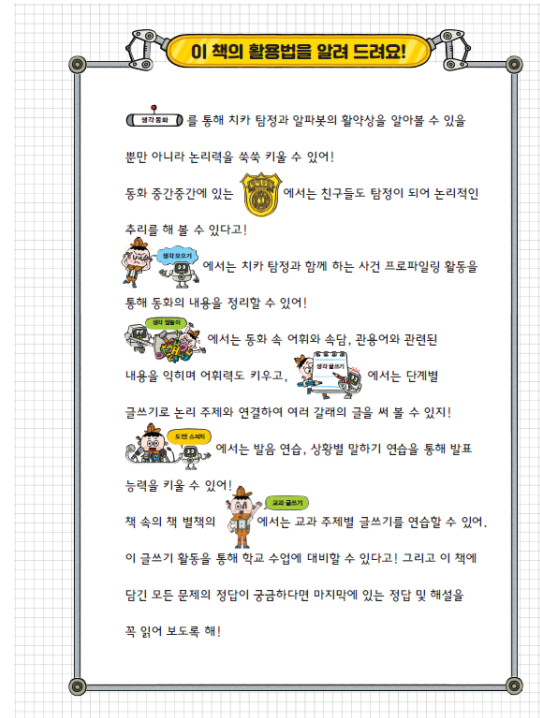 이 책의 활용법을 알려 드려요!
생각 동화 를 통해 치카 탐정과 알파봇의 활약상을 알아볼 수 있을
뿐만 아니라 논리력을 쑥쑥 키울 수 있어!
동화 중간중간에 있는 에서는 친구들도 탐정이 되어 논리적인
추리를 해 볼 수 있다고!
생각 모으기 에서는 치카 탐정과 함께 하는 사건 프로파일링 활동을
통해 동화의 내용을 정리할 수 있어!
생각 껑충이 에서는 동화 속 어휘와 속담, 관용어와 관련된
내용을 익히며 어휘력도 키우고, 생각 글쓰기 에서는 단계별
글쓰기로 논리 주제와 연결하여 여러 갈래의 글을 써 볼 수 있지!
도전! 스피치 에서는 발음 연습, 상황별 말하기 연습을 통해 발표
능력을 키울 수 있어!
책 속의 책 별책의 교과 글쓰기 에서는 교과 주제별 글쓰기를 연습할 수 있어.
이 글쓰기 활동을 통해 학교 수업에 대비할 수 있다고! 그리고 이 책에
담긴 모든 문제의 정답이 궁금하다면 마지막에 있는 정답 및 해설을
꼭 읽어 보도록 해!